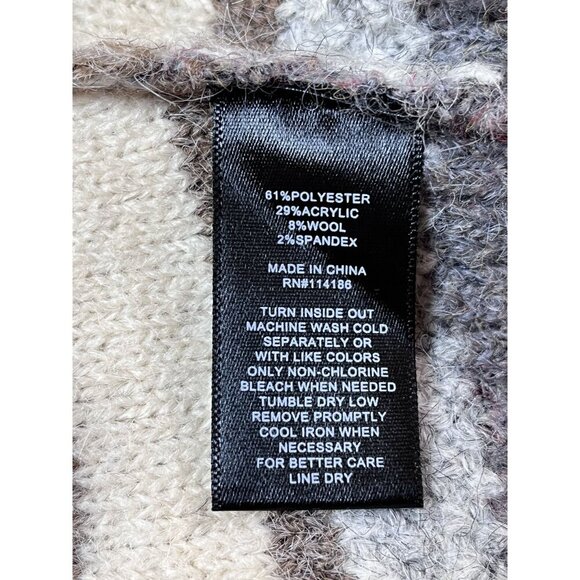 61%POLYESTER
29%ACRYLIC
8%WOOL
2%SPANDEX
MADE IN CHINA
RN#114186
TURN INSIDE OUT
MACHINE WASH COLD
SEPARATELY OR
WITH LIKE COLORS
ONLY NON-CHLORINE
BLEACH WHEN NEEDED
TUMBLE DRY LOW
REMOVE PROMPTLY
COOL IRON WHEN
NECESSARY
FOR BETTER CARE
LINE DRY